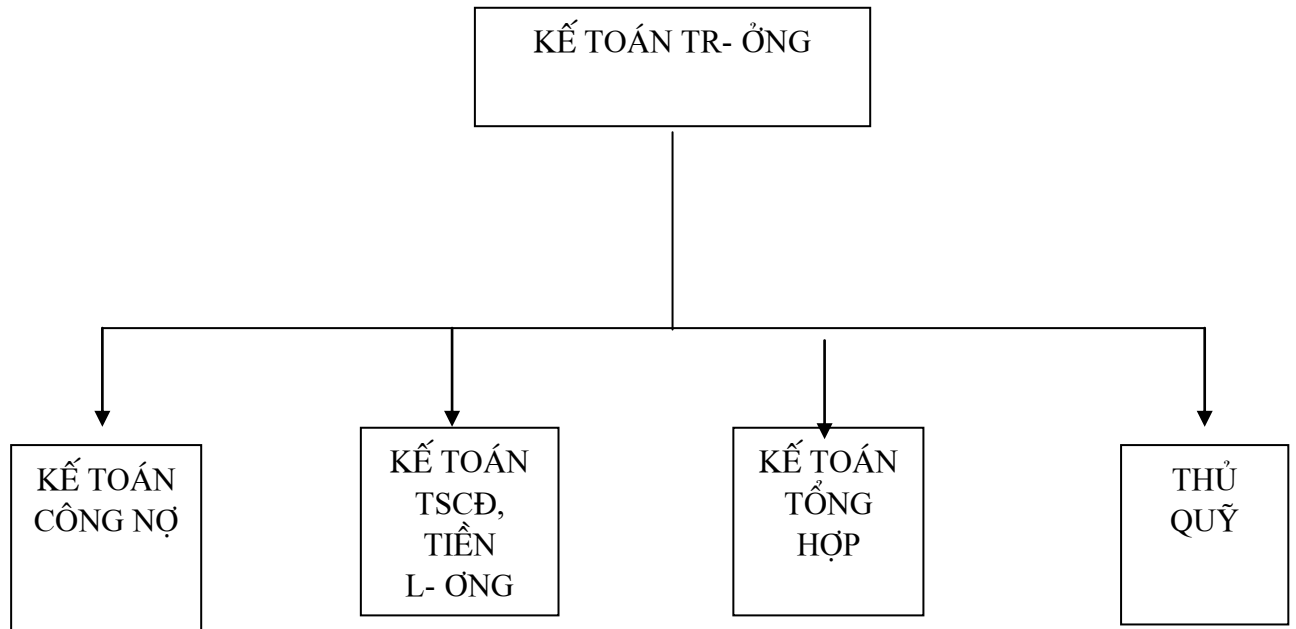 KẾ TOÁN TR- ỞNG
KẾ TOÁN
CÔNG NỢ
KẾ TOÁN
TSCĐ,
TIỀN
L- ƠNG
KẾ TOÁN
TỔNG
HỢP
THỦ
QUỸ